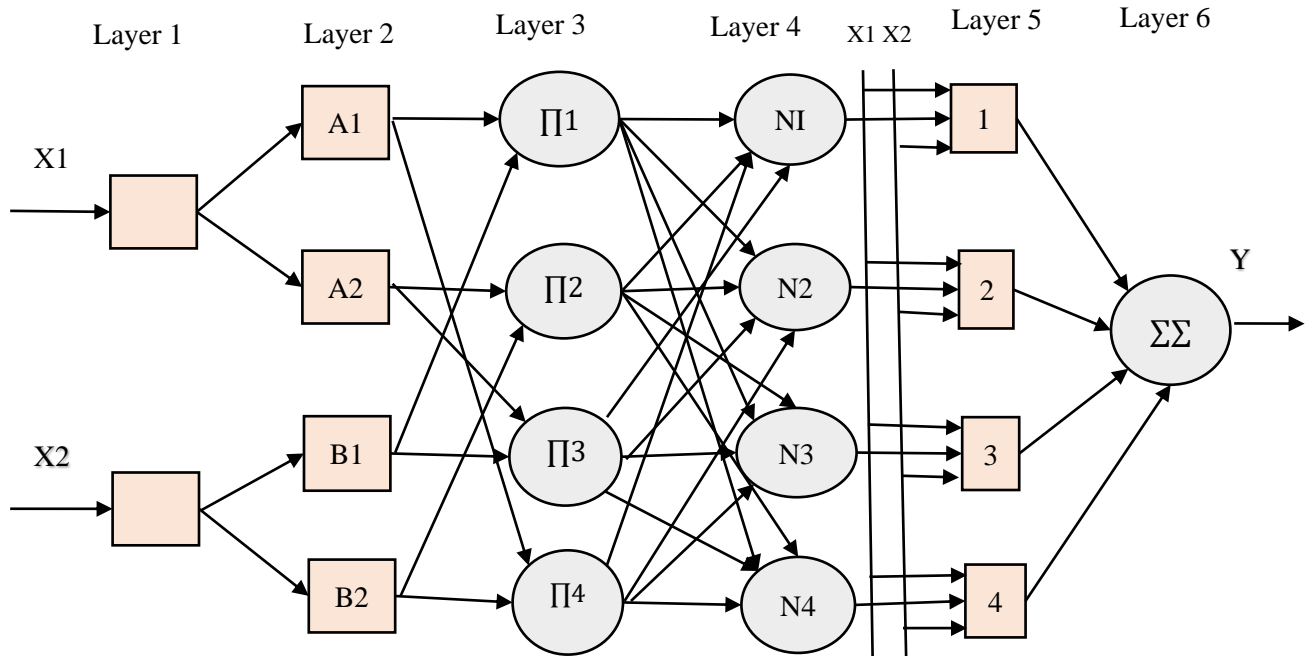 Layer 1 Layer 2 Layer 3 Layer 4 X1 X2 Layer 5 Layer 6
A1 ∏1 NI 1
X1
A2 ∏2 N2 2 Y
ΣΣ
X2 B1 ∏3 N3 3
B2 ∏4 N4 4